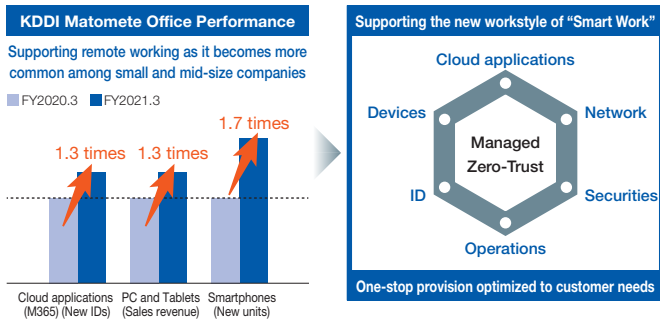 KDDI Matomete Office Performance
Supporting remote working as it becomes more
common among small and mid-size companies
FY2020.3 FY2021.3
1.3 times
1.3 times
1.7 times
Cloud applications
(M365) (New IDs)
PC and Tablets
(Sales revenue)
Smartphones
(New units)
Supporting the new workstyle of “Smart Work”
Cloud applications
Devices
Network
Managed
Zero-Trust
ID
Securities
Operations
One-stop provision optimized to customer needs